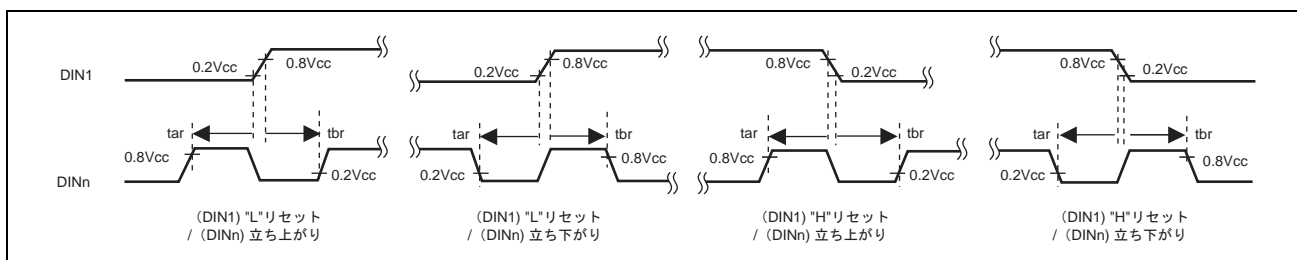 DIN1
0.2Vcc
0.8Vcc
0.2Vcc
0.8Vcc
0.8Vcc
0.2Vcc
0.8Vcc
0.2Vcc
DINn
tar
tbr
0.8Vcc
0.2Vcc
tar
tbr
0.2Vcc
0.8Vcc
tar
tbr
0.8Vcc
0.2Vcc
tar
tbr
0.2Vcc
0.8Vcc
(DIN1) "L"リセット
/ (DINn) 立ち上がり
(DIN1) "L"リセット
/ (DINn) 立ち下がり
(DIN1) "H"リセット
/ (DINn) 立ち上がり
(DIN1) "H"リセット
/ (DINn) 立ち下がり